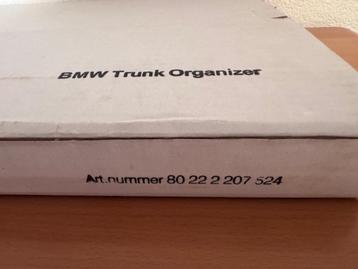 BMW Trunk Organizer
Art.nummer 80 22 2 207 524